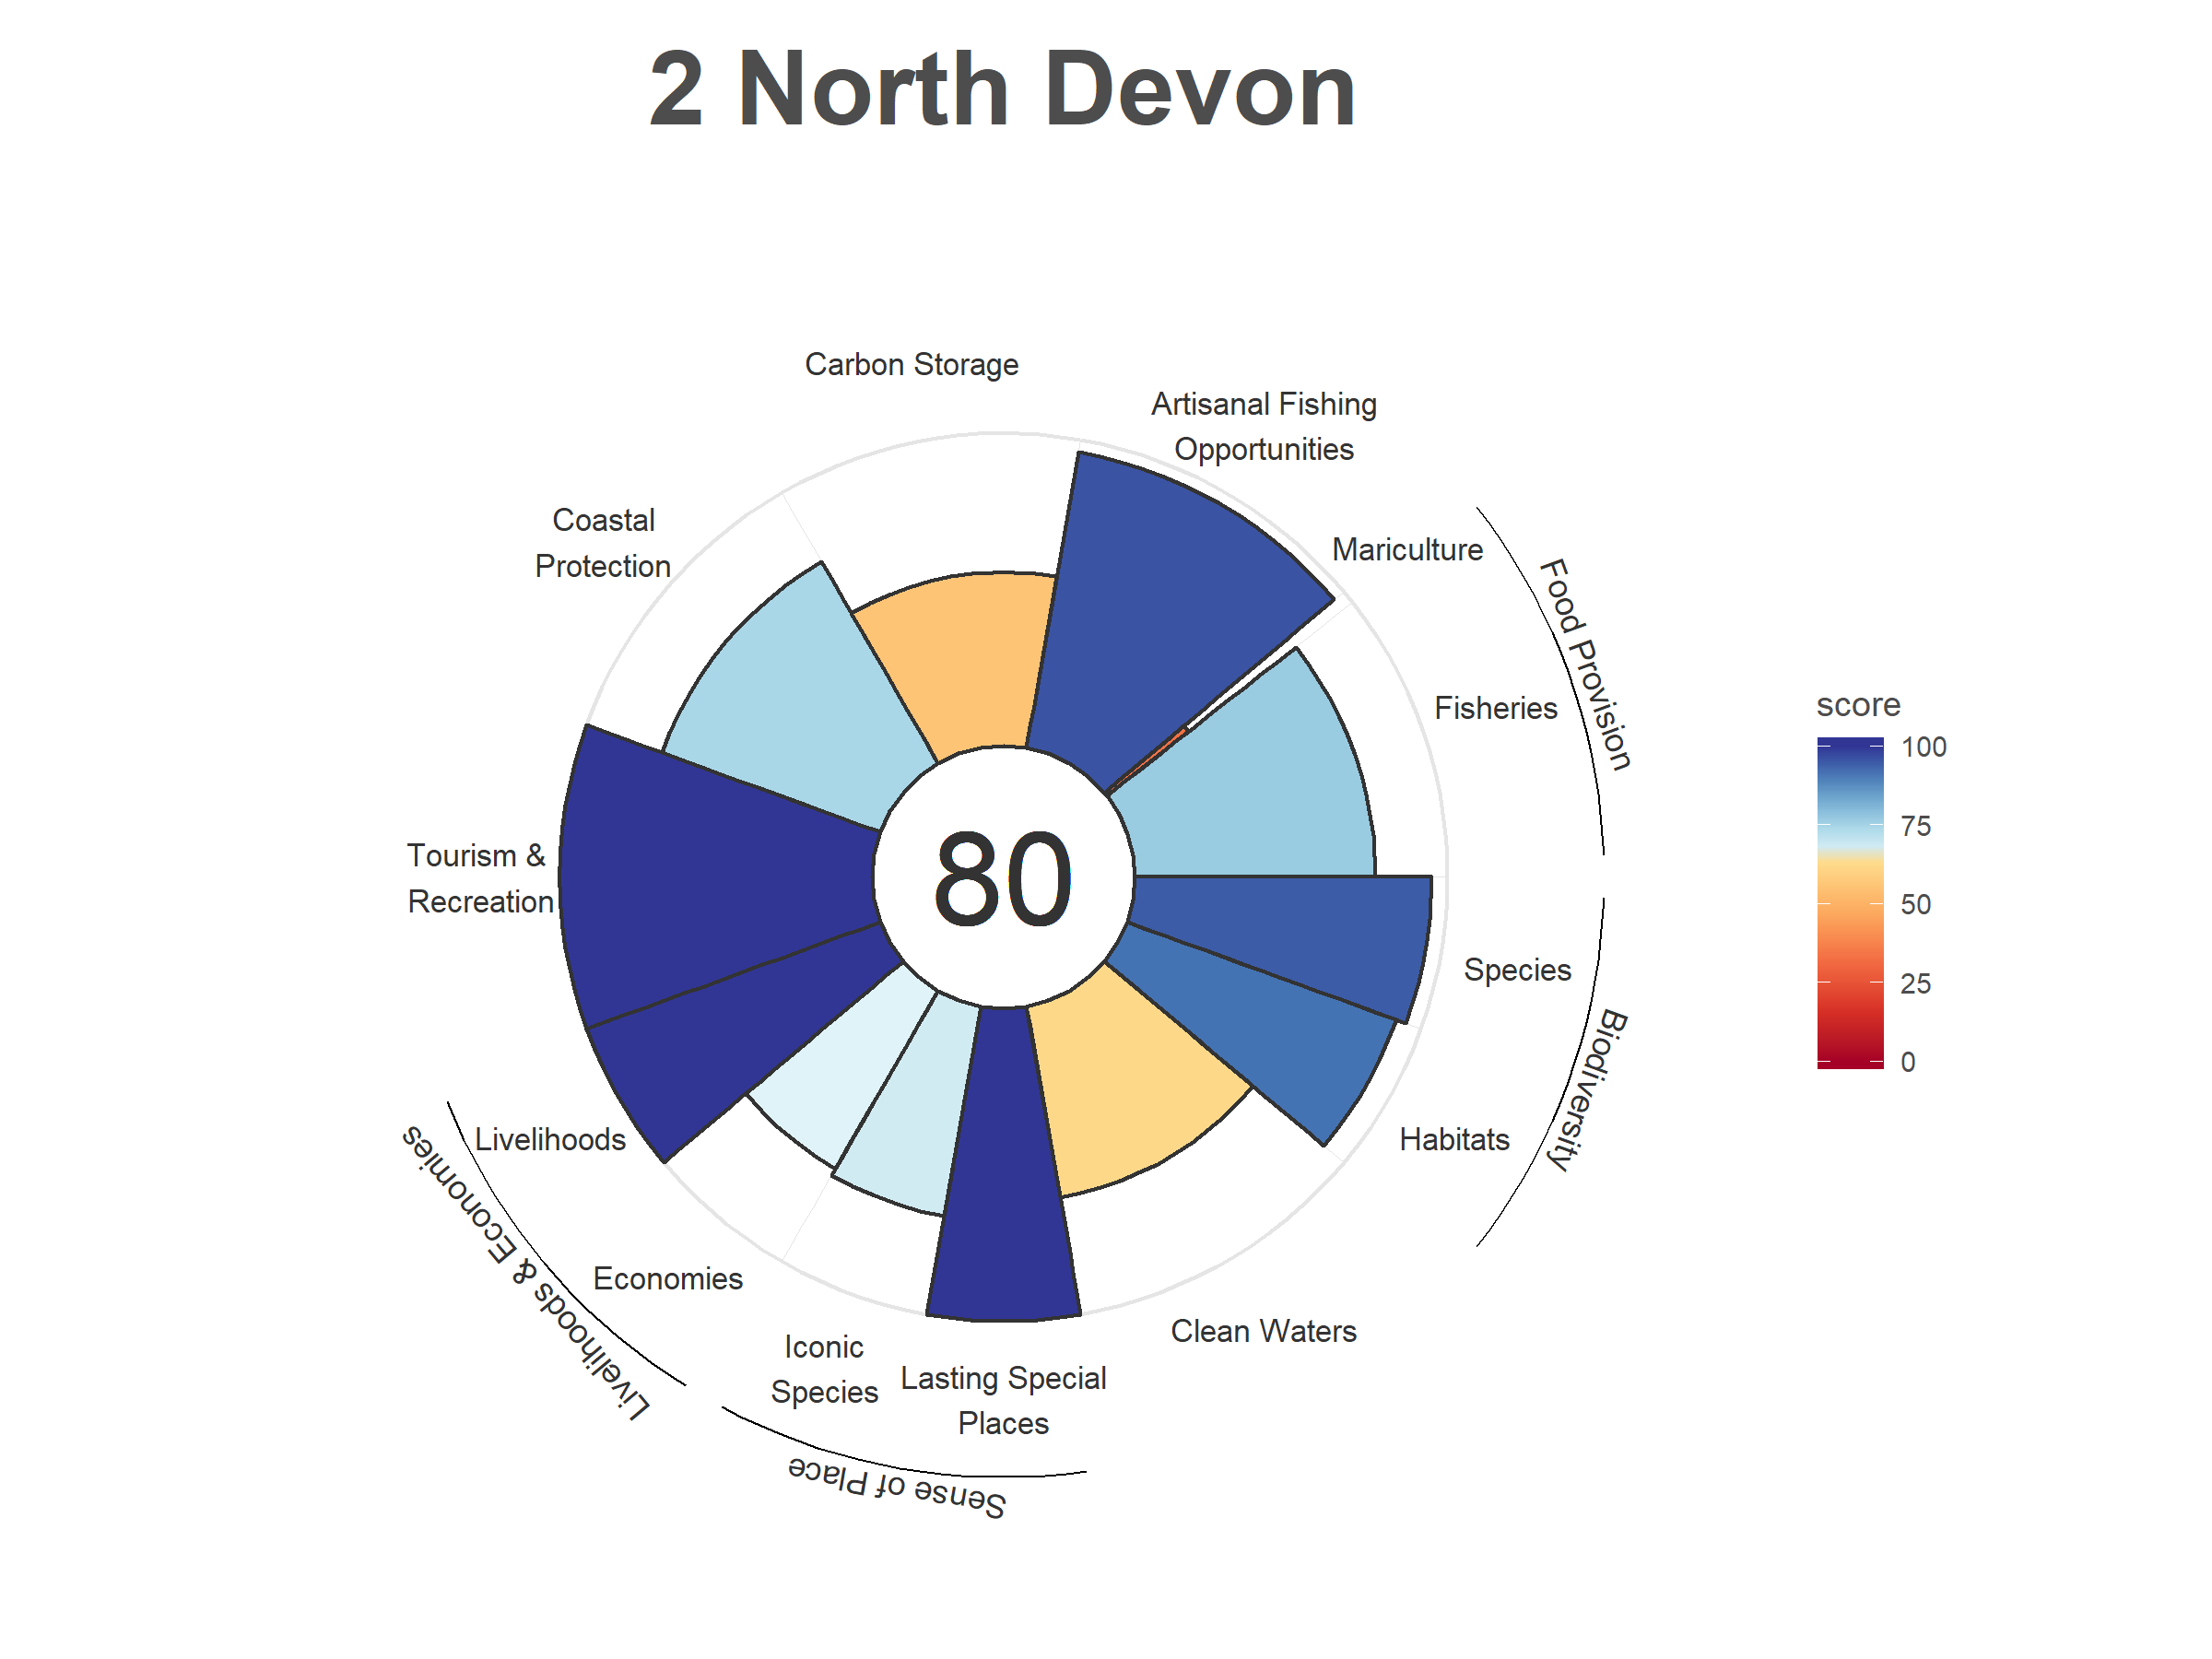 2 North Devon
Carbon Storage
Artisanal Fishing
Opportunities
Coastal
Protection
Mariculture
Food Provision
Fisheries
score
100
75
50
25
0
80
Tourism &
Recreation
Species
Biodiversity
Habitats
Livelihoods
Livelihoods & Economies
Economies
Clean Waters
Iconic
Species
Lasting Special
Places
Sense of Place